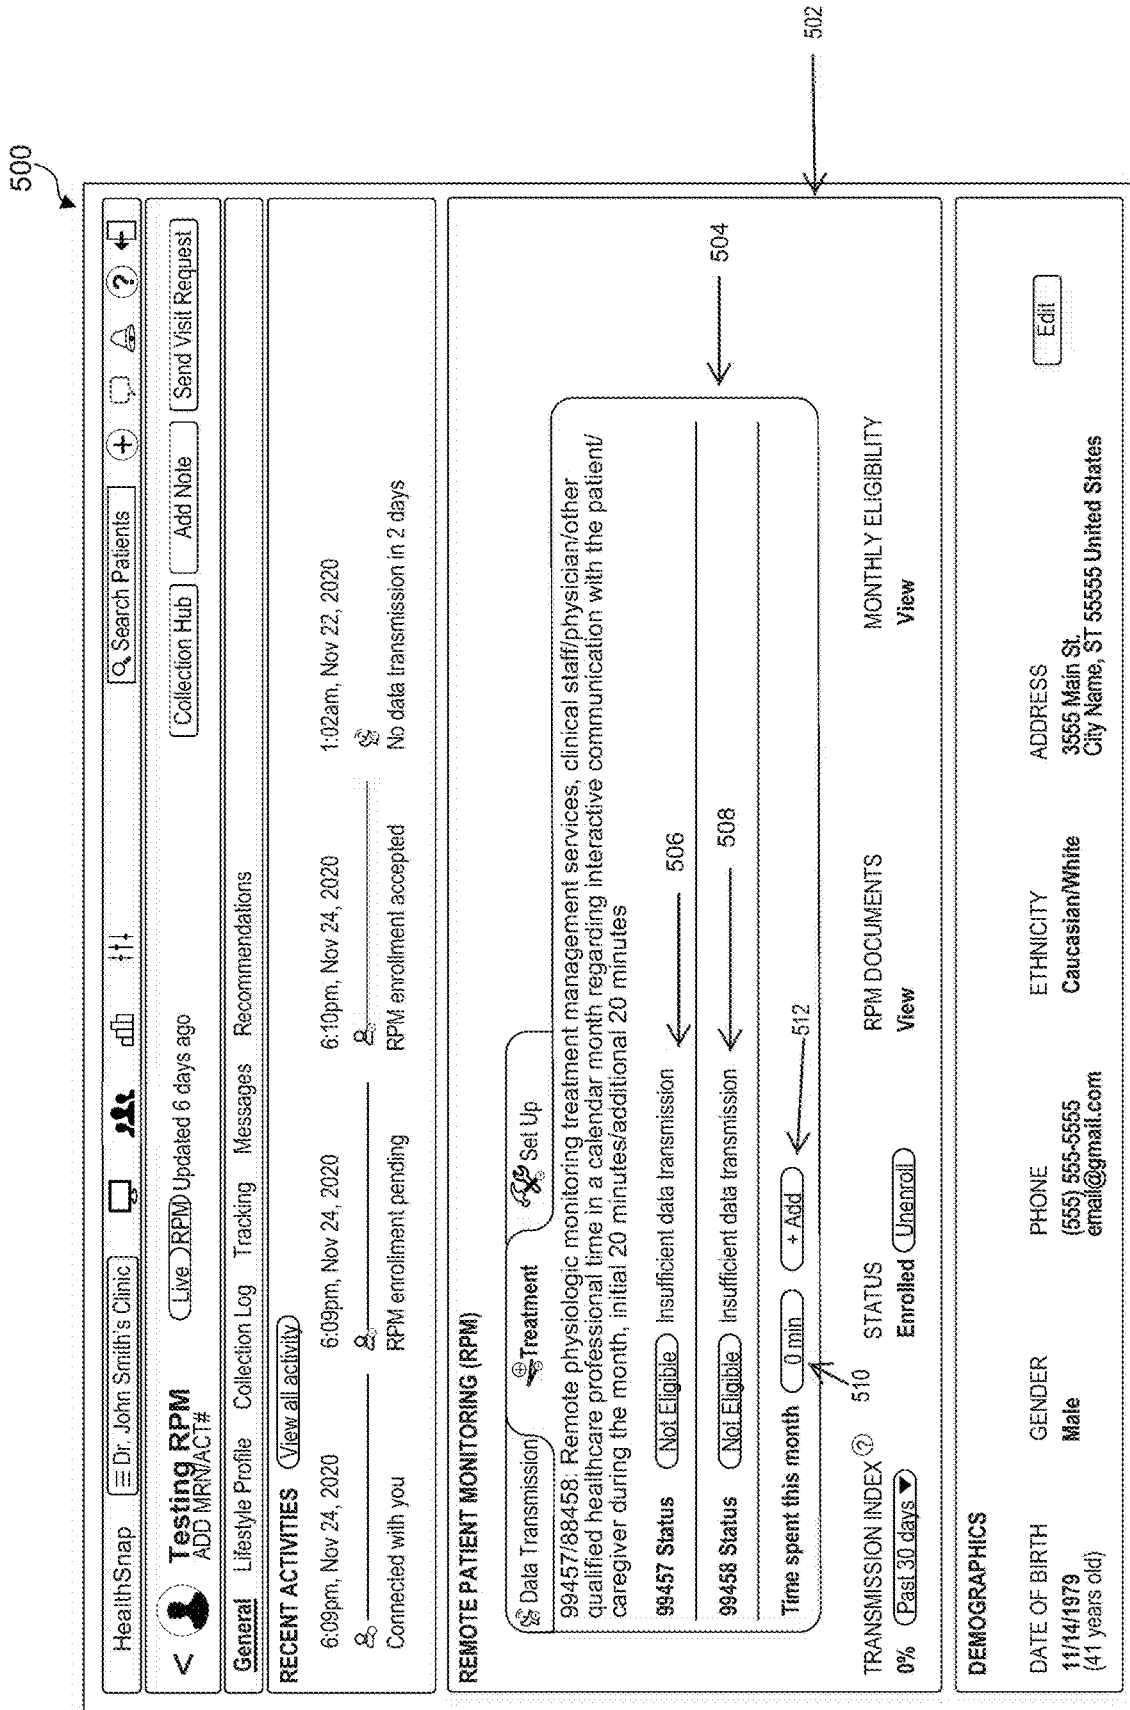 500
HealthSnap
Dr. John Smith's Clinic
Search Patients
?
<
Testing RPM
ADD MRN/ACT#
Live RPM Updated 6 days ago
Collection Hub
Add Note
Send Visit Request
General Lifestyle Profile Collection Log Tracking Messages Recommendations
RECENT ACTIVITIES View all activity
6:09pm, Nov 24, 2020
6:09pm, Nov 24, 2020
6:10pm, Nov 24, 2020
1:02am, Nov 22, 2020
Connected with you
RPM enrollment pending
RPM enrollment accepted
No data transmission in 2 days
REMOTE PATIENT MONITORING (RPM)
502
Data Transmission
Treatment
Set Up
504
99457/88458: Remote physiologic monitoring treatment management services, clinical staff/physician/other
qualified healthcare professional time in a calendar month regarding interactive communication with the patient/
caregiver during the month, initial 20 minutes/additional 20 minutes
99457 Status Not Eligible Insufficient data transmission
506
99458 Status Not Eligible Insufficient data transmission
508
Time spent this month 0 min + Add
510
512
TRANSMISSION INDEX ?
STATUS
RPM DOCUMENTS
MONTHLY ELIGIBILITY
0% Past 30 days ▼
Enrolled Unenroll
View
View
DEMOGRAPHICS
Edit
DATE OF BIRTH
GENDER
PHONE
ETHNICITY
ADDRESS
11/14/1979
(41 years old)
Male
(555) 555-5555
email@gmail.com
Caucasian/White
3555 Main St.
City Name, ST 55555 United States